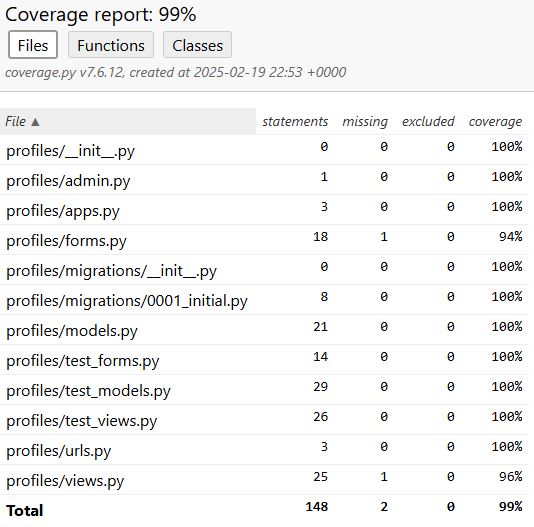 Coverage report: 99%
Files Functions Classes
coverage.py v7.6.12, created at 2025-02-19 22:53 +0000
File ▲ statements missing excluded coverage
profiles/__init__.py 0 0 0 100%
profiles/admin.py 1 0 0 100%
profiles/apps.py 3 0 0 100%
profiles/forms.py 18 1 0 94%
profiles/migrations/__init__.py 0 0 0 100%
profiles/migrations/0001_initial.py 8 0 0 100%
profiles/models.py 21 0 0 100%
profiles/test_forms.py 14 0 0 100%
profiles/test_models.py 29 0 0 100%
profiles/test_views.py 26 0 0 100%
profiles/urls.py 3 0 0 100%
profiles/views.py 25 1 0 96%
Total 148 2 0 99%